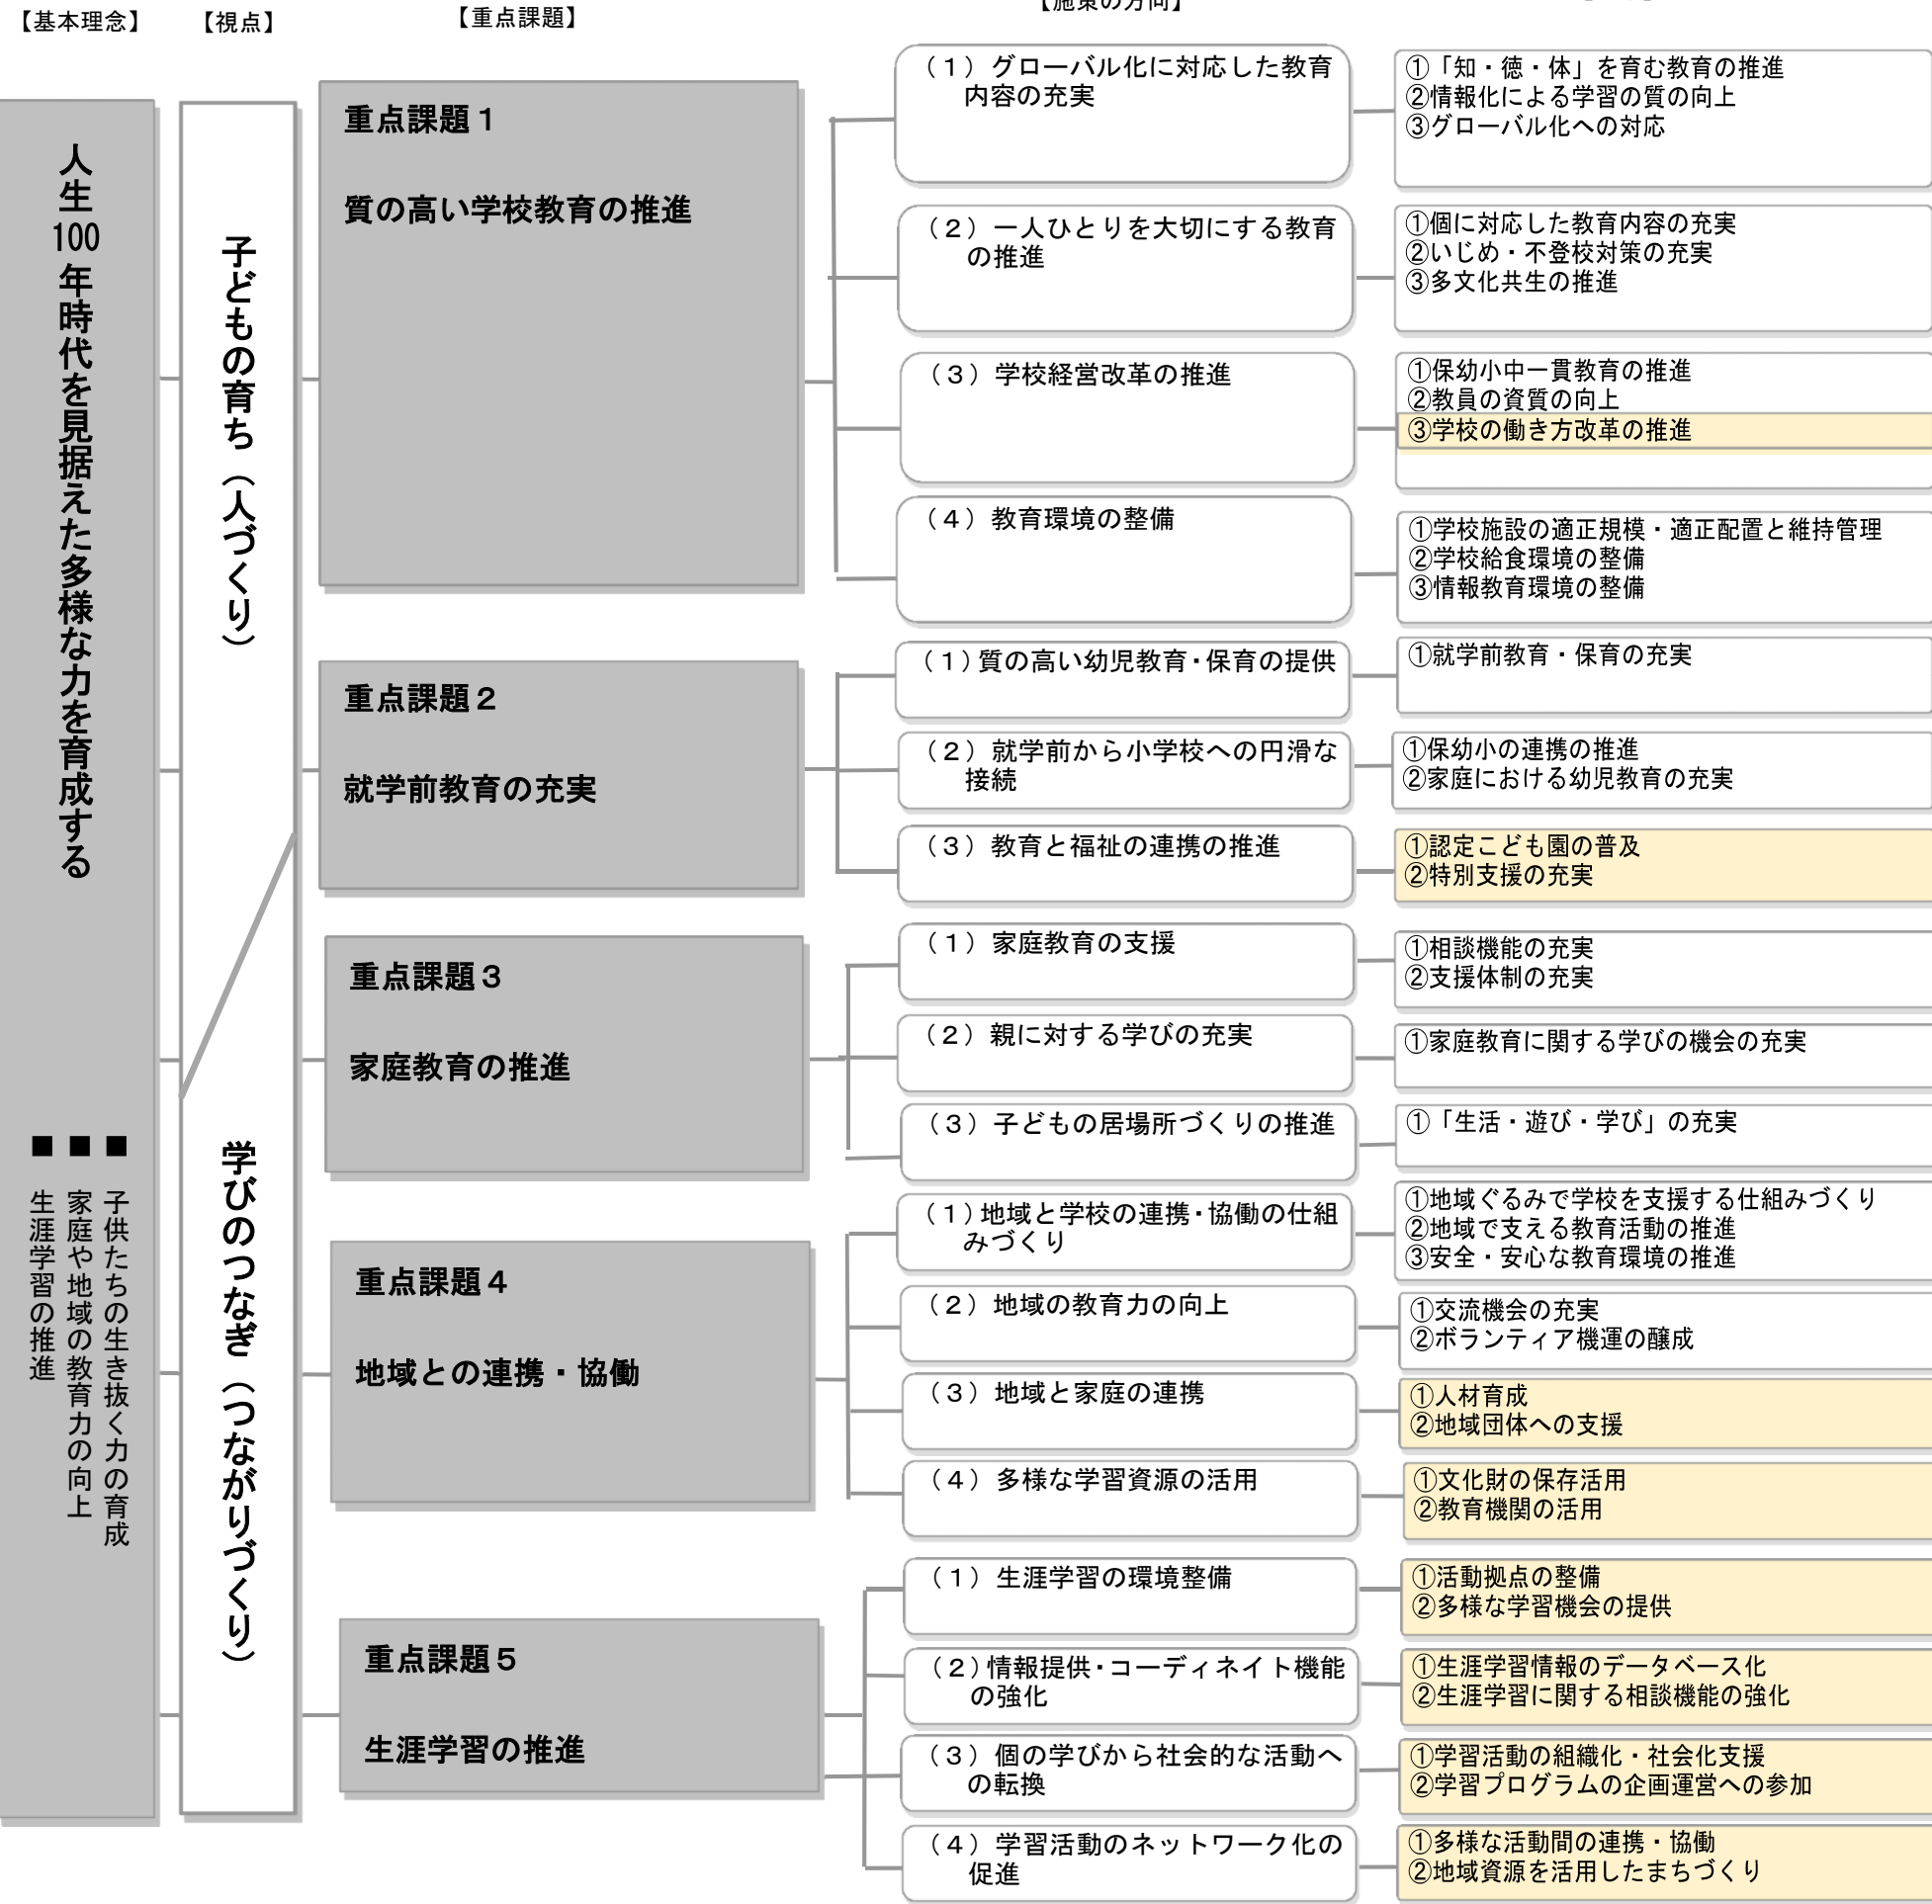 【基本理念】
【視点】
【重点課題】
【施策の方向】
人生100年時代を見据えた多様な力を育成する
■ 子供たちの生き抜く力の育成
■ 家庭や地域の教育力の向上
■ 生涯学習の推進
子どもの育ち（人づくり）
学びのつなぎ（つながりづくり）
重点課題１
質の高い学校教育の推進
（１）グローバル化に対応した教育
内容の充実
①「知・徳・体」を育む教育の推進
②情報化による学習の質の向上
③グローバル化への対応
（２）一人ひとりを大切にする教育
の推進
①個に対応した教育内容の充実
②いじめ・不登校対策の充実
③多文化共生の推進
（３）学校経営改革の推進
①保幼小中一貫教育の推進
②教員の資質の向上
③学校の働き方改革の推進
（４）教育環境の整備
①学校施設の適正規模・適正配置と維持管理
②学校給食環境の整備
③情報教育環境の整備
重点課題２
就学前教育の充実
（１）質の高い幼児教育・保育の提供
①就学前教育・保育の充実
（２）就学前から小学校への円滑な
接続
①保幼小の連携の推進
②家庭における幼児教育の充実
（３）教育と福祉の連携の推進
①認定こども園の普及
②特別支援の充実
重点課題３
家庭教育の推進
（１）家庭教育の支援
①相談機能の充実
②支援体制の充実
（２）親に対する学びの充実
①家庭教育に関する学びの機会の充実
（３）子どもの居場所づくりの推進
①「生活・遊び・学び」の充実
重点課題４
地域との連携・協働
（１）地域と学校の連携・協働の仕組
みづくり
①地域ぐるみで学校を支援する仕組みづくり
②地域で支える教育活動の推進
③安全・安心な教育環境の推進
（２）地域の教育力の向上
①交流機会の充実
②ボランティア機運の醸成
（３）地域と家庭の連携
①人材育成
②地域団体への支援
（４）多様な学習資源の活用
①文化財の保存活用
②教育機関の活用
重点課題５
生涯学習の推進
（１）生涯学習の環境整備
①活動拠点の整備
②多様な学習機会の提供
（２）情報提供・コーディネイト機能
の強化
①生涯学習情報のデータベース化
②生涯学習に関する相談機能の強化
（３）個の学びから社会的な活動へ
の転換
①学習活動の組織化・社会化支援
②学習プログラムの企画運営への参加
（４）学習活動のネットワーク化の
促進
①多様な活動間の連携・協働
②地域資源を活用したまちづくり